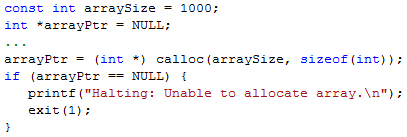 const int arraySize = 1000;
int *arrayPtr = NULL;
...
arrayPtr = (int *) calloc(arraySize, sizeof(int));
if (arrayPtr == NULL) {
   printf("Halting: Unable to allocate array.\n");
   exit(1);
}